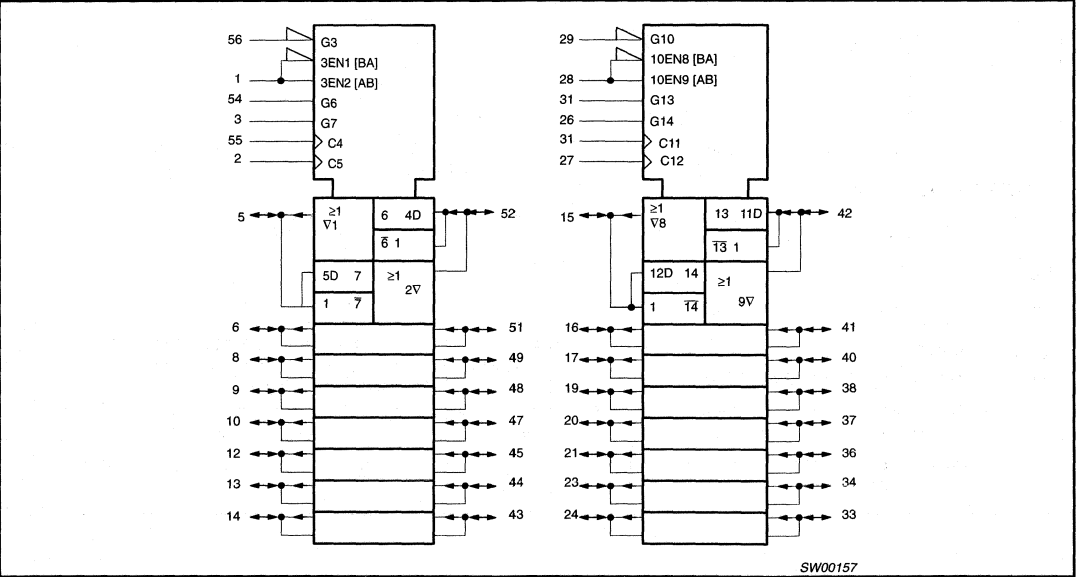 56 G3
3EN1 [BA]
1 3EN2 [AB]
54 G6
3 G7
55 C4
2 C5
5 ≥1 6 4D 52
∇1
6̅ 1
5D 7 ≥1
2∇
1 7̅
6 51
8 49
9 48
10 47
12 45
13 44
14 43
29 G10
10EN8 [BA]
28 10EN9 [AB]
31 G13
26 G14
31 C11
27 C12
15 ≥1 13 11D 42
∇8
1̅3̅ 1
12D 14 ≥1
9∇
1 1̅4̅
16 41
17 40
19 38
20 37
21 36
23 34
24 33
SW00157